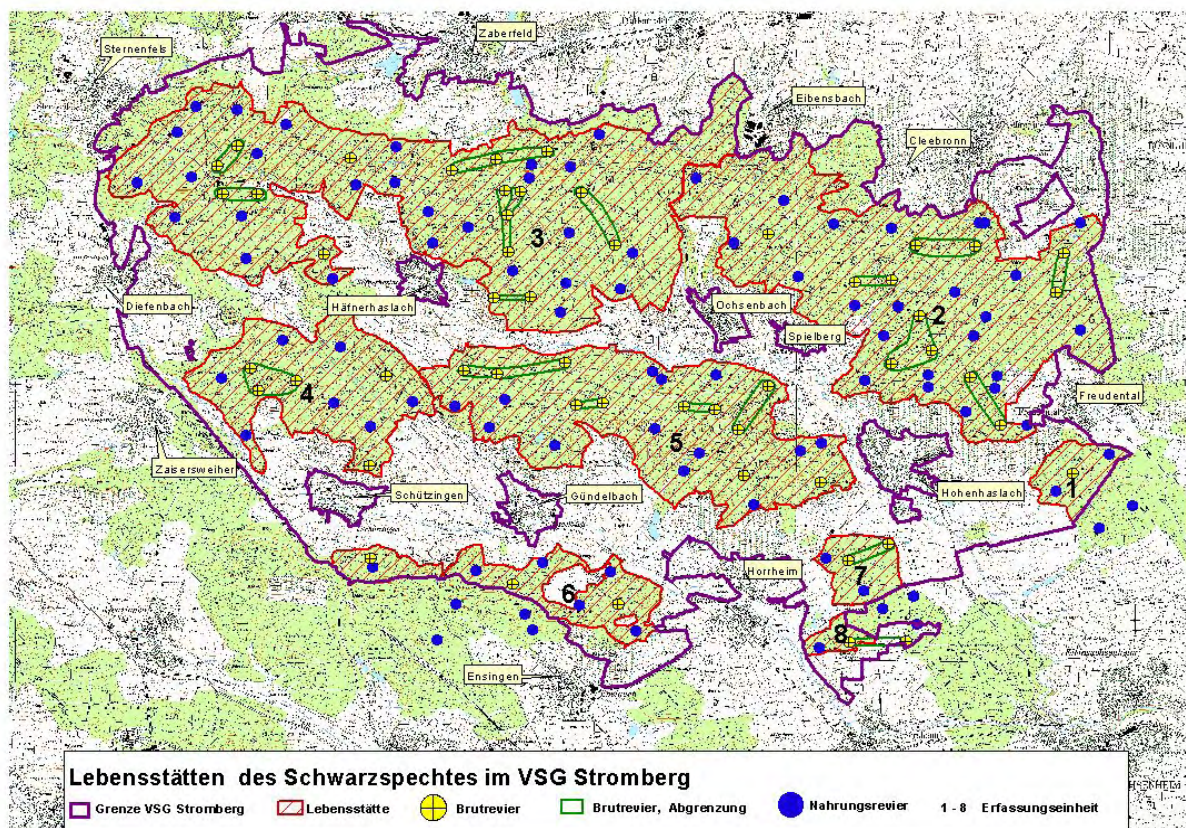 Zaberfeld
Sternenfels
Eibensbach
Cleebronn
3
Diefenbach
Häfnerhaslach
Ochsenbach
2
Spielberg
4
Freudental
5
Zaisersweiher
Schützingen
Gündelbach
Hohenhaslach
1
Horrheim
7
6
8
Ensingen
Lebensstätten des Schwarzspechtes im VSG Stromberg
Grenze VSG Stromberg Lebensstätte Brutrevier Brutrevier, Abgrenzung Nahrungsrevier 1 - 8 Erfassungseinheit